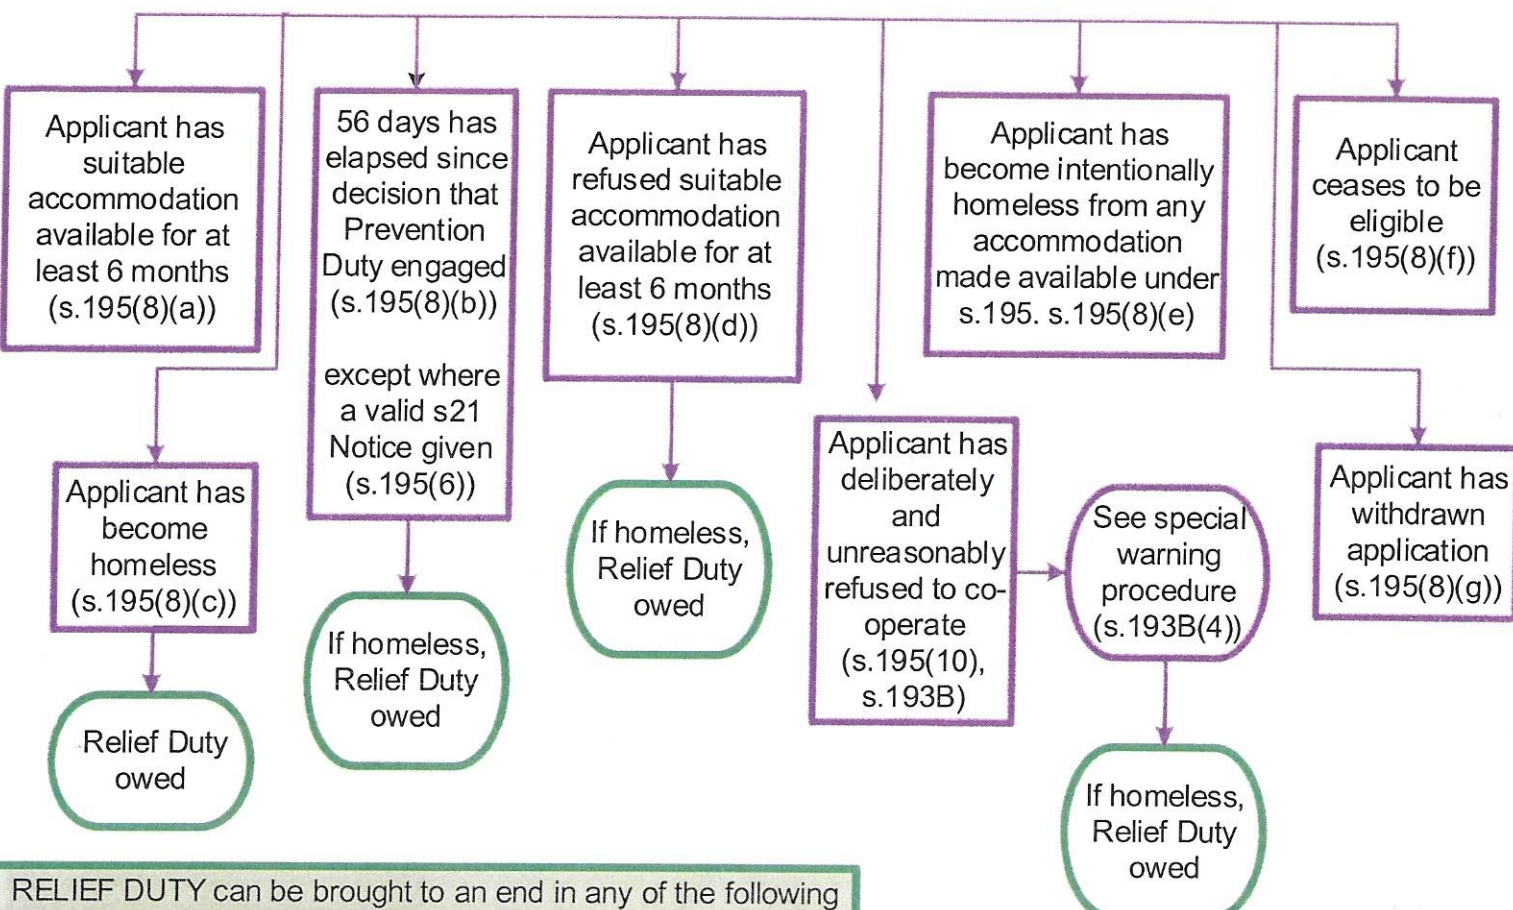 Applicant has
suitable
accommodation
available for at
least 6 months
(s.195(8)(a))
Applicant has
become
homeless
(s.195(8)(c))
Relief Duty
owed
56 days has
elapsed since
decision that
Prevention
Duty engaged
(s.195(8)(b))
except where
a valid s21
Notice given
(s.195(6))
If homeless,
Relief Duty
owed
Applicant has
refused suitable
accommodation
available for at
least 6 months
(s.195(8)(d))
If homeless,
Relief Duty
owed
Applicant has
deliberately
and
unreasonably
refused to co-
operate
(s.195(10),
s.193B)
See special
warning
procedure
(s.193B(4))
If homeless,
Relief Duty
owed
Applicant has
become intentionally
homeless from any
accommodation
made available under
s.195. s.195(8)(e)
Applicant
ceases to be
eligible
(s.195(8)(f))
Applicant has
withdrawn
application
(s.195(8)(g))
RELIEF DUTY can be brought to an end in any of the following